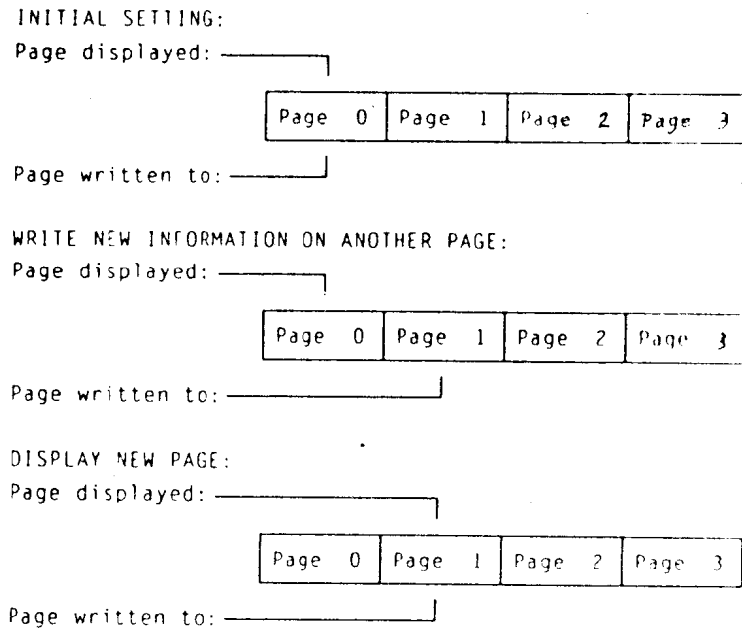 INITIAL SETTING:
Page displayed:
Page 0 Page 1 Page 2 Page 3
Page written to:
WRITE NEW INFORMATION ON ANOTHER PAGE:
Page displayed:
Page 0 Page 1 Page 2 Page 3
Page written to:
DISPLAY NEW PAGE:
Page displayed:
Page 0 Page 1 Page 2 Page 3
Page written to: